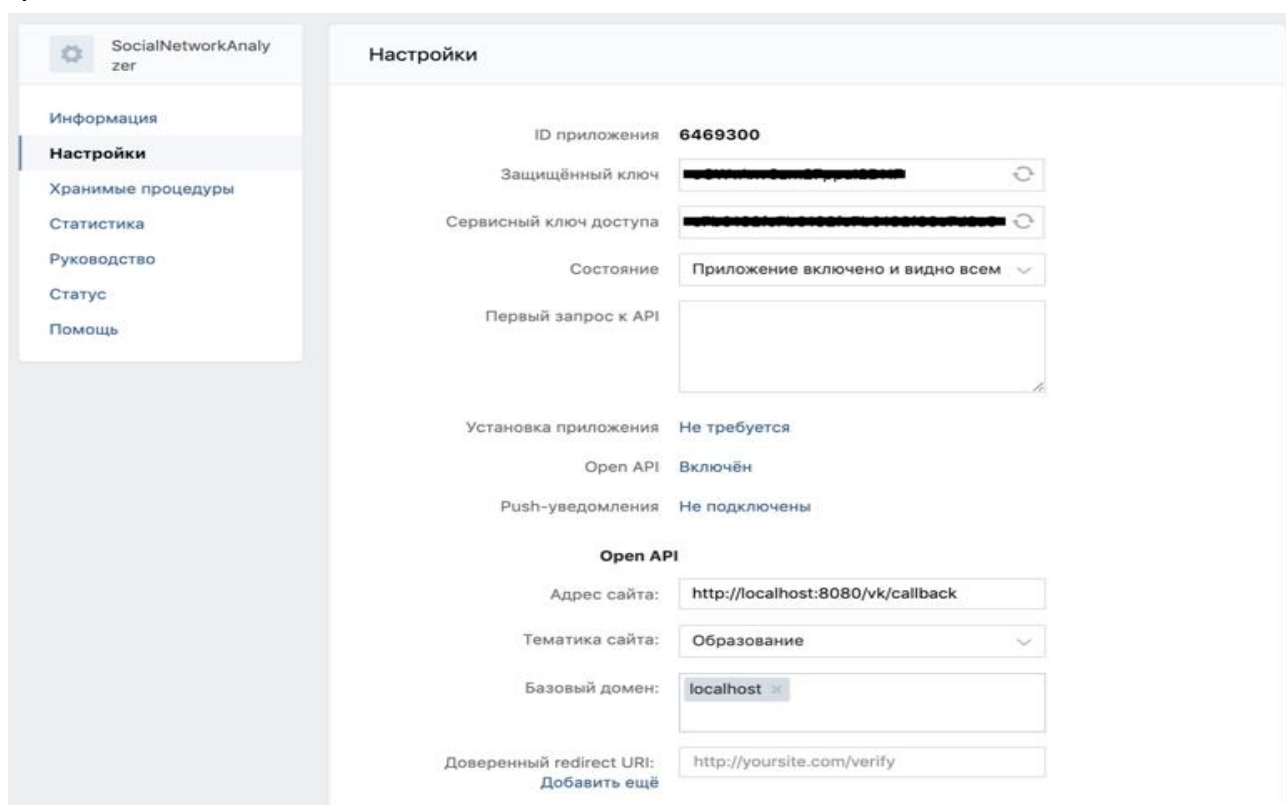 SocialNetworkAnaly
zer
Информация
Настройки
Хранимые процедуры
Статистика
Руководство
Статус
Помощь
Настройки
ID приложения 6469300
Защищённый ключ
Сервисный ключ доступа
Состояние Приложение включено и видно всем
Первый запрос к API
Установка приложения Не требуется
Open API Включён
Push-уведомления Не подключены
Open API
Адрес сайта: http://localhost:8080/vk/callback
Тематика сайта: Образование
Базовый домен: localhost ×
Доверенный redirect URI: http://yoursite.com/verify
Добавить ещё